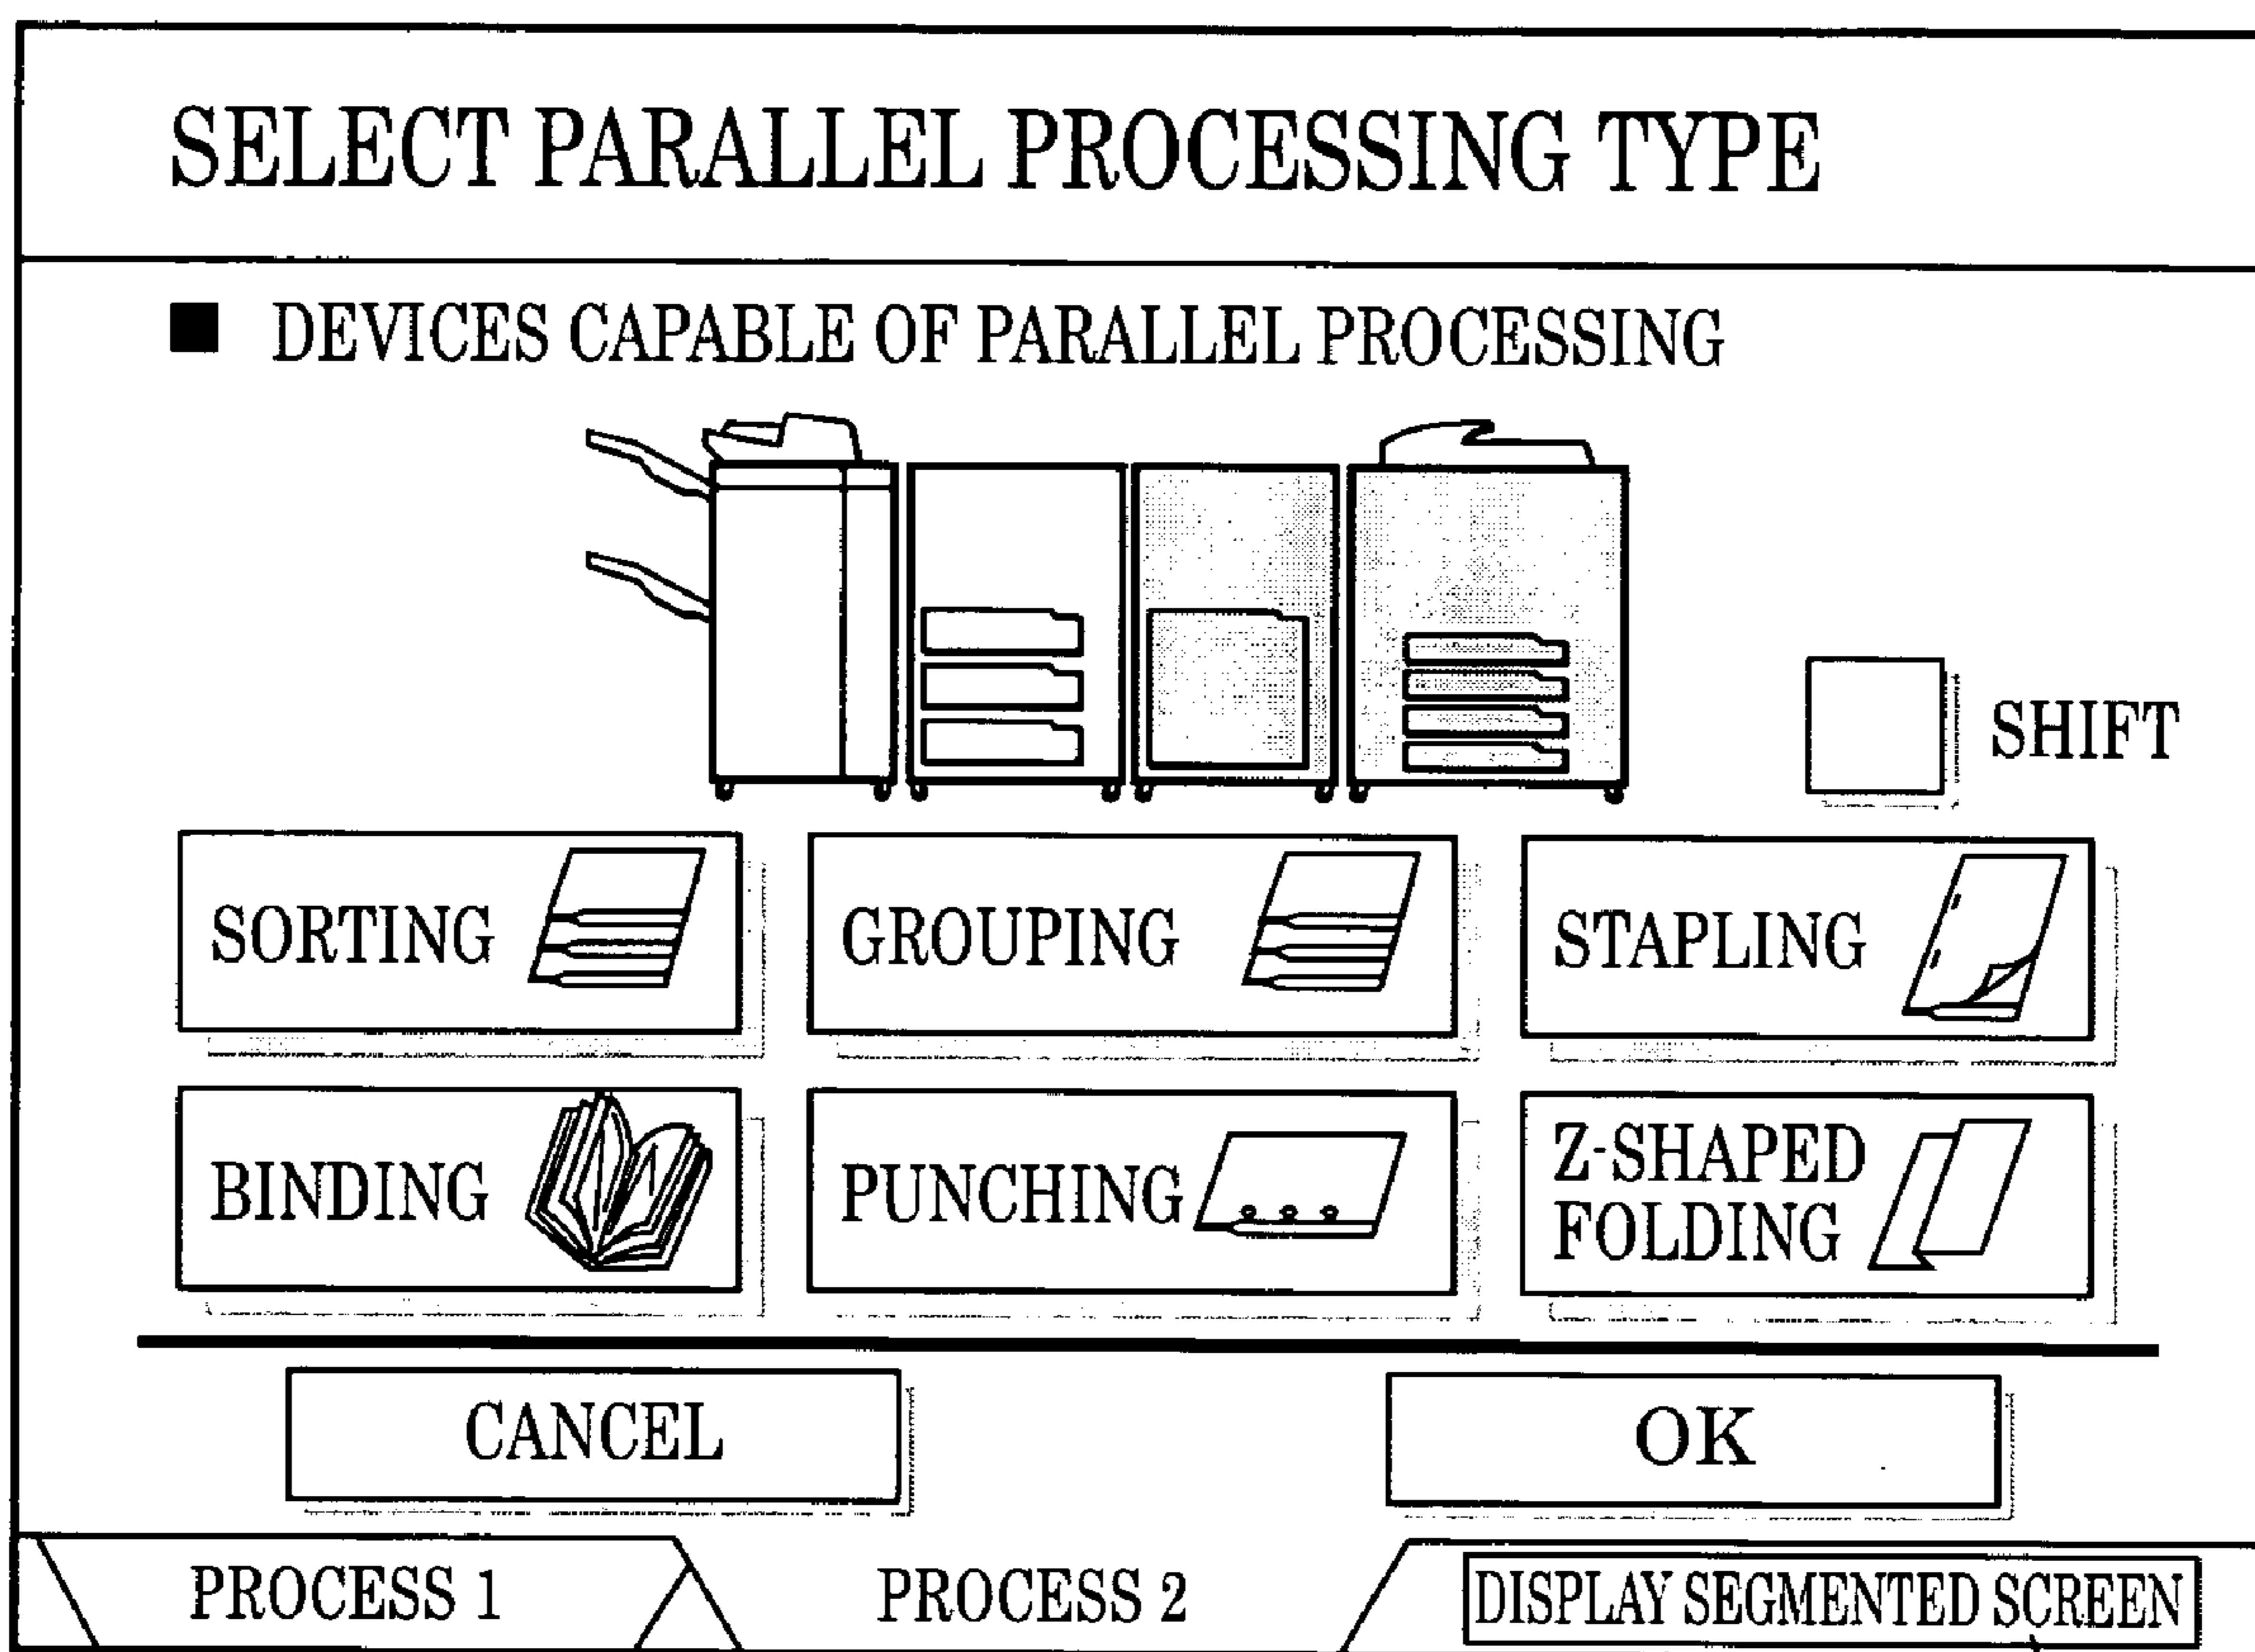 SELECT PARALLEL PROCESSING TYPE
■ DEVICES CAPABLE OF PARALLEL PROCESSING
SHIFT
SORTING
GROUPING
STAPLING
BINDING
PUNCHING
Z-SHAPED
FOLDING
CANCEL
OK
PROCESS 1
PROCESS 2
DISPLAY SEGMENTED SCREEN